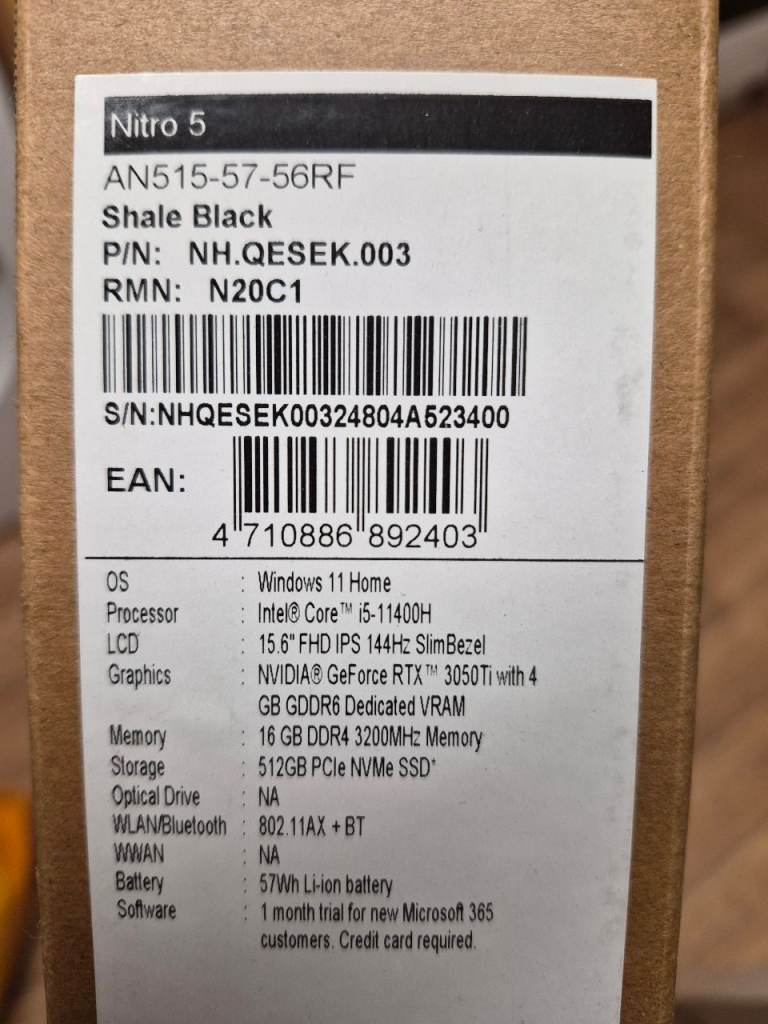 Nitro 5
AN515-57-56RF
Shale Black
P/N: NH.QESEK.003
RMN: N20C1
S/N:NHQESEK00324804A523400
EAN:
4 710886 892403
OS : Windows 11 Home
Processor : Intel® Core™ i5-11400H
LCD : 15.6" FHD IPS 144Hz SlimBezel
Graphics : NVIDIA® GeForce RTX™ 3050Ti with 4
GB GDDR6 Dedicated VRAM
Memory : 16 GB DDR4 3200MHz Memory
Storage : 512GB PCIe NVMe SSD*
Optical Drive : NA
WLAN/Bluetooth : 802.11AX + BT
WWAN : NA
Battery : 57Wh Li-ion battery
Software : 1 month trial for new Microsoft 365
customers. Credit card required.